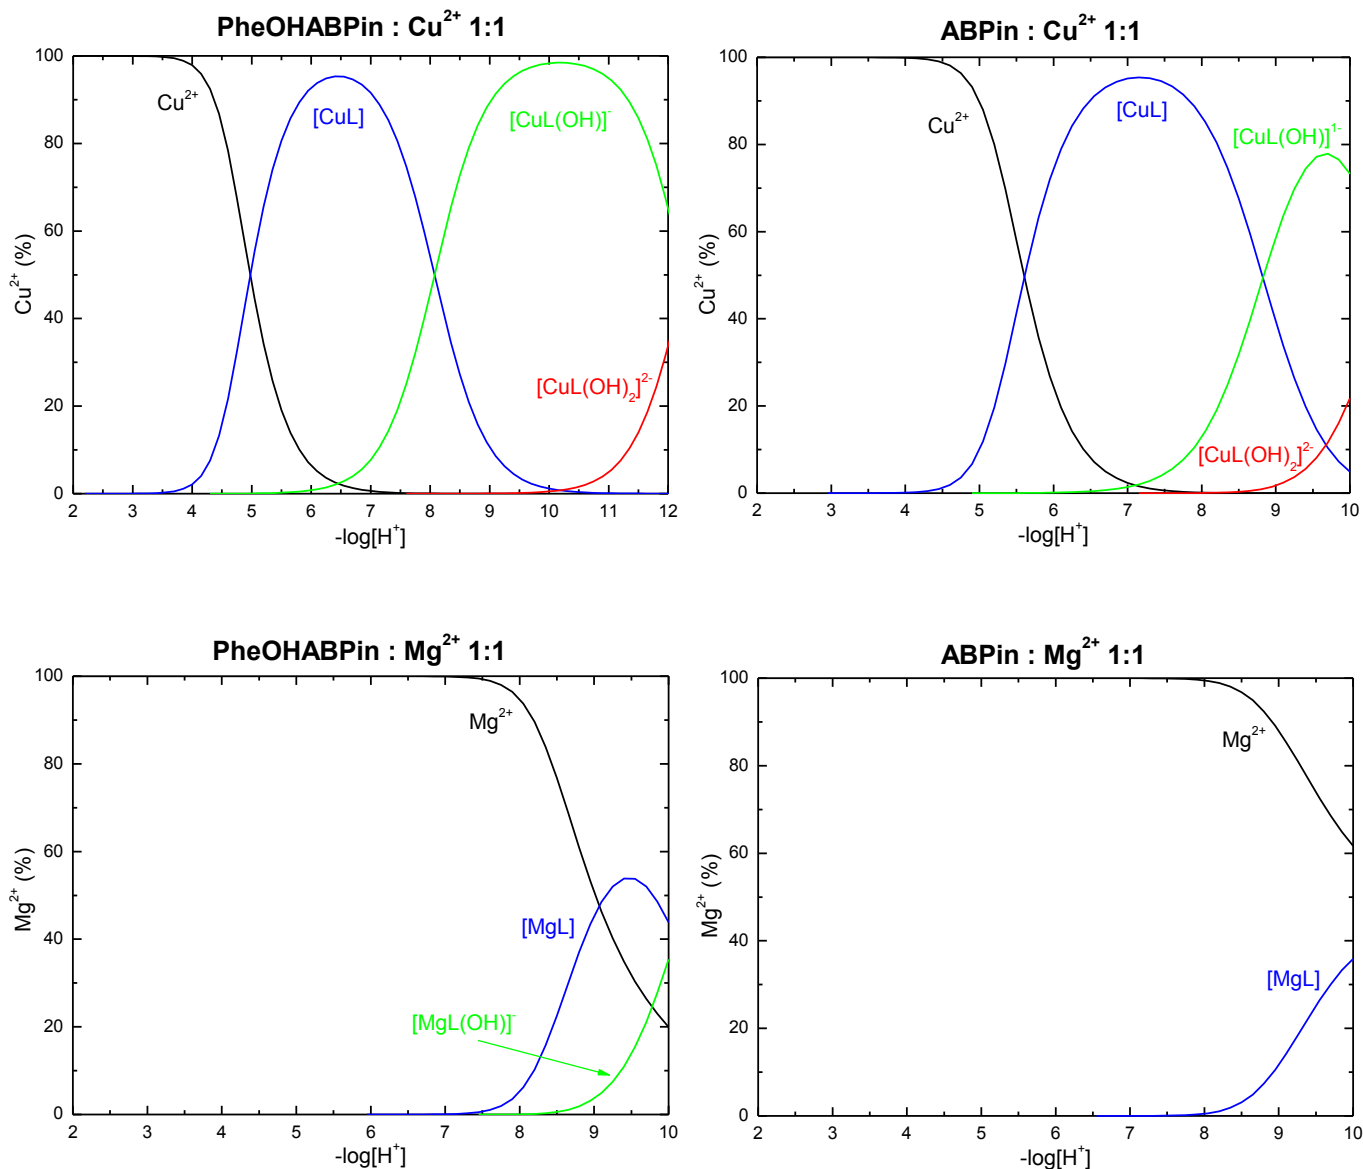 PheOHABPin : Cu²⁺ 1:1
100
80
60
40
20
0
Cu²⁺ (%)
Cu²⁺
[CuL]
[CuL(OH)]⁻
[CuL(OH)₂]²⁻
2 3 4 5 6 7 8 9 10 11 12
-log[H⁺]
ABPin : Cu²⁺ 1:1
100
80
60
40
20
0
Cu²⁺ (%)
Cu²⁺
[CuL]
[CuL(OH)]¹⁻
[CuL(OH)₂]²⁻
2 3 4 5 6 7 8 9 10
-log[H⁺]
PheOHABPin : Mg²⁺ 1:1
100
80
60
40
20
0
Mg²⁺ (%)
Mg²⁺
[MgL]
[MgL(OH)]⁻
2 3 4 5 6 7 8 9 10
-log[H⁺]
ABPin : Mg²⁺ 1:1
100
80
60
40
20
0
Mg²⁺ (%)
Mg²⁺
[MgL]
2 3 4 5 6 7 8 9 10
-log[H⁺]